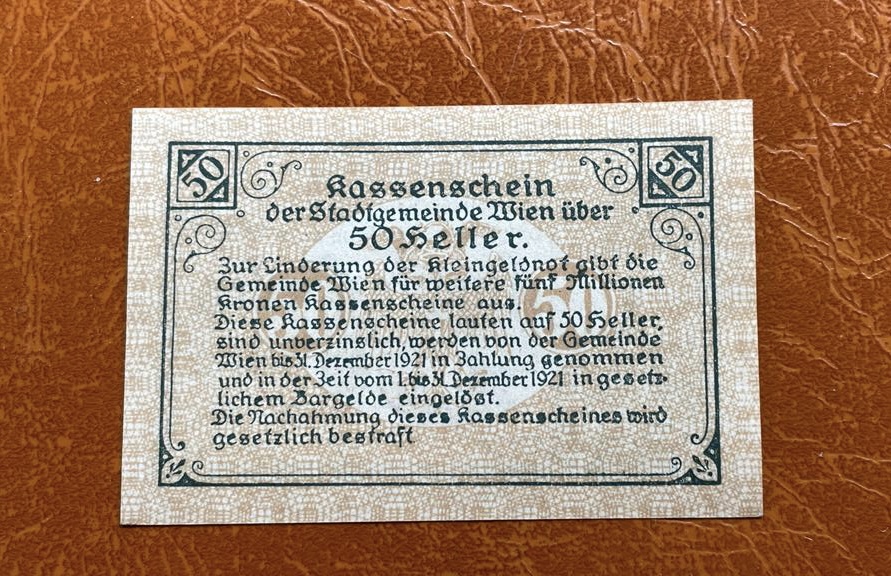 50 50
Kassenschein
der Stadtgemeinde Wien über
50 Heller.
Zur Linderung der Kleingeldnot gibt die
Gemeinde Wien für weitere fünf Millionen
Kronen Kassenscheine aus.
Diese Kassenscheine lauten auf 50 Heller,
sind unverzinslich, werden von der Gemeinde
Wien bis 31. Dezember 1921 in Zahlung genommen
und in der Zeit vom 1. bis 31. Dezember 1921 in gesetz-
lichem Bargelde eingelöst.
Die Nachahmung dieses Kassenscheines wird
gesetzlich bestraft
50 50